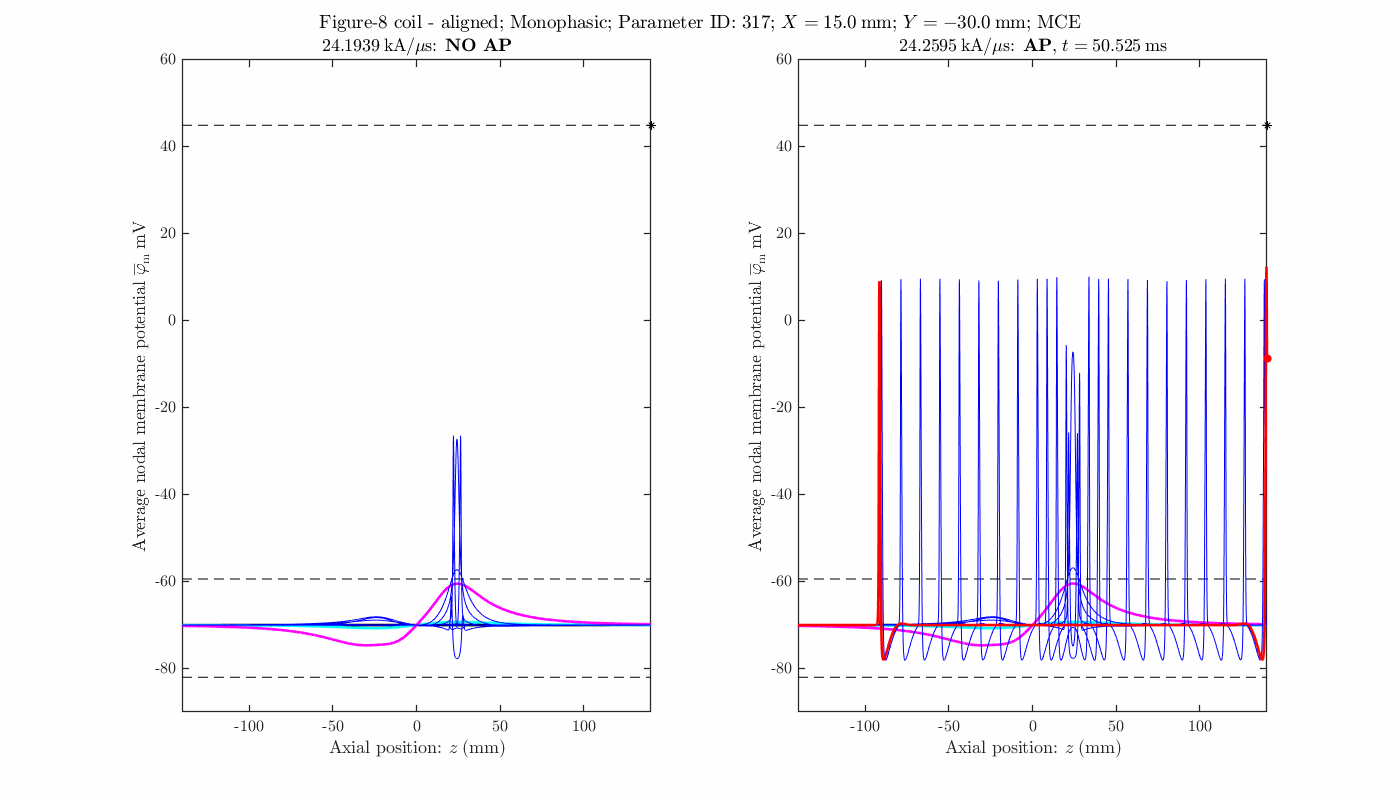 Figure-8 coil - aligned; Monophasic; Parameter ID: 317; X = 15.0 mm; Y = −30.0 mm; MCE
24.1939 kA/μs: NO AP
60
40
20
0
-20
-40
-60
-80
-100 -50 0 50 100
Axial position: z (mm)
Average nodal membrane potential φ̅m mV
24.2595 kA/μs: AP, t = 50.525 ms
60
40
20
0
-20
-40
-60
-80
-100 -50 0 50 100
Axial position: z (mm)
Average nodal membrane potential φ̅m mV